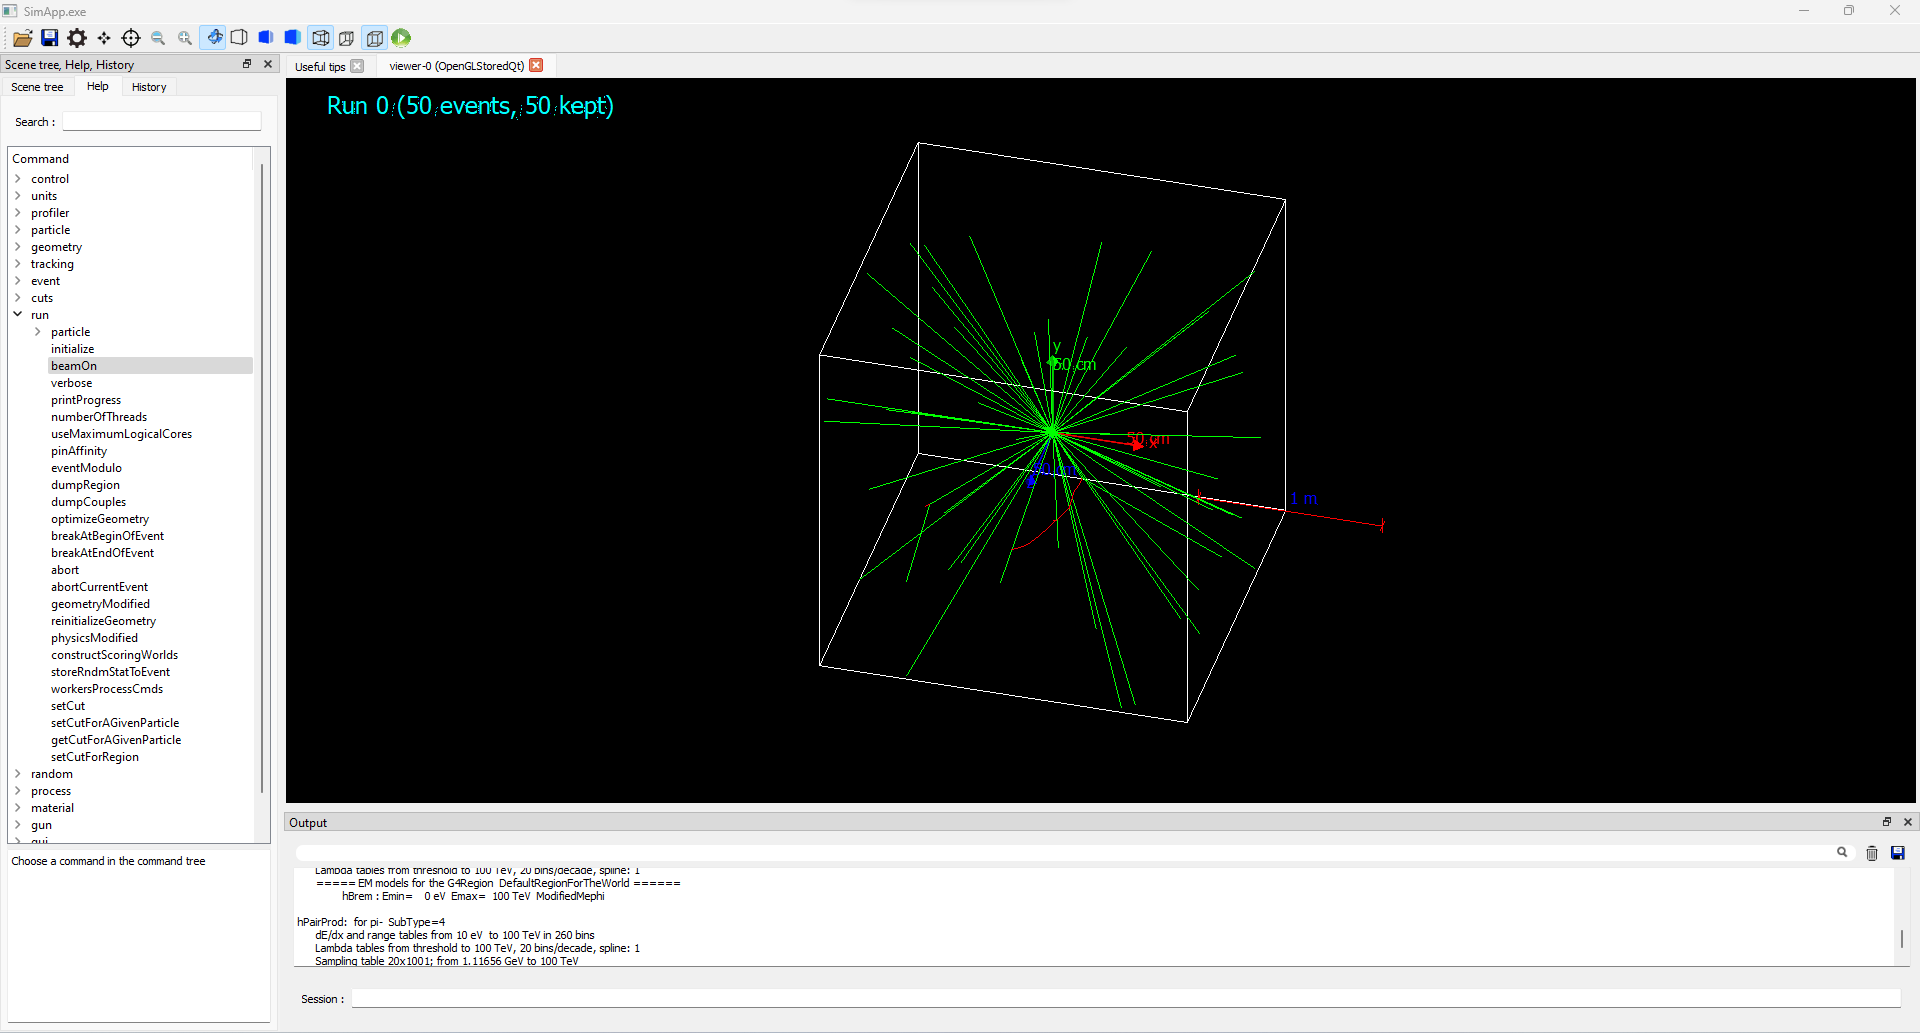 SimApp.exe
Scene tree, Help, History
Useful tips
viewer-0 (OpenGLStoredQt)
Scene tree
Help
History
Search :
Command
control
units
profiler
particle
geometry
tracking
event
cuts
run
particle
initialize
beamOn
verbose
printProgress
numberOfThreads
useMaximumLogicalCores
pinAffinity
eventModulo
dumpRegion
dumpCouples
optimizeGeometry
breakAtBeginOfEvent
breakAtEndOfEvent
abort
abortCurrentEvent
geometryModified
reinitializeGeometry
physicsModified
constructScoringWorlds
storeRndmStatToEvent
workersProcessCmds
setCut
setCutForAGivenParticle
getCutForAGivenParticle
setCutForRegion
random
process
material
gun
gui
Choose a command in the command tree
Run 0 (50 events, 50 kept)
y
50 cm
50 cm
x
1 m
Output
Lambda tables from threshold to 100 TeV, 20 bins/decade, spline: 1
===== EM models for the G4Region DefaultRegionForTheWorld ======
hBrem : Emin= 0 eV Emax= 100 TeV ModifiedMephi
hPairProd: for pi- SubType=4
dE/dx and range tables from 10 eV to 100 TeV in 260 bins
Lambda tables from threshold to 100 TeV, 20 bins/decade, spline: 1
Sampling table 20x1001; from 1.11656 GeV to 100 TeV
Session :